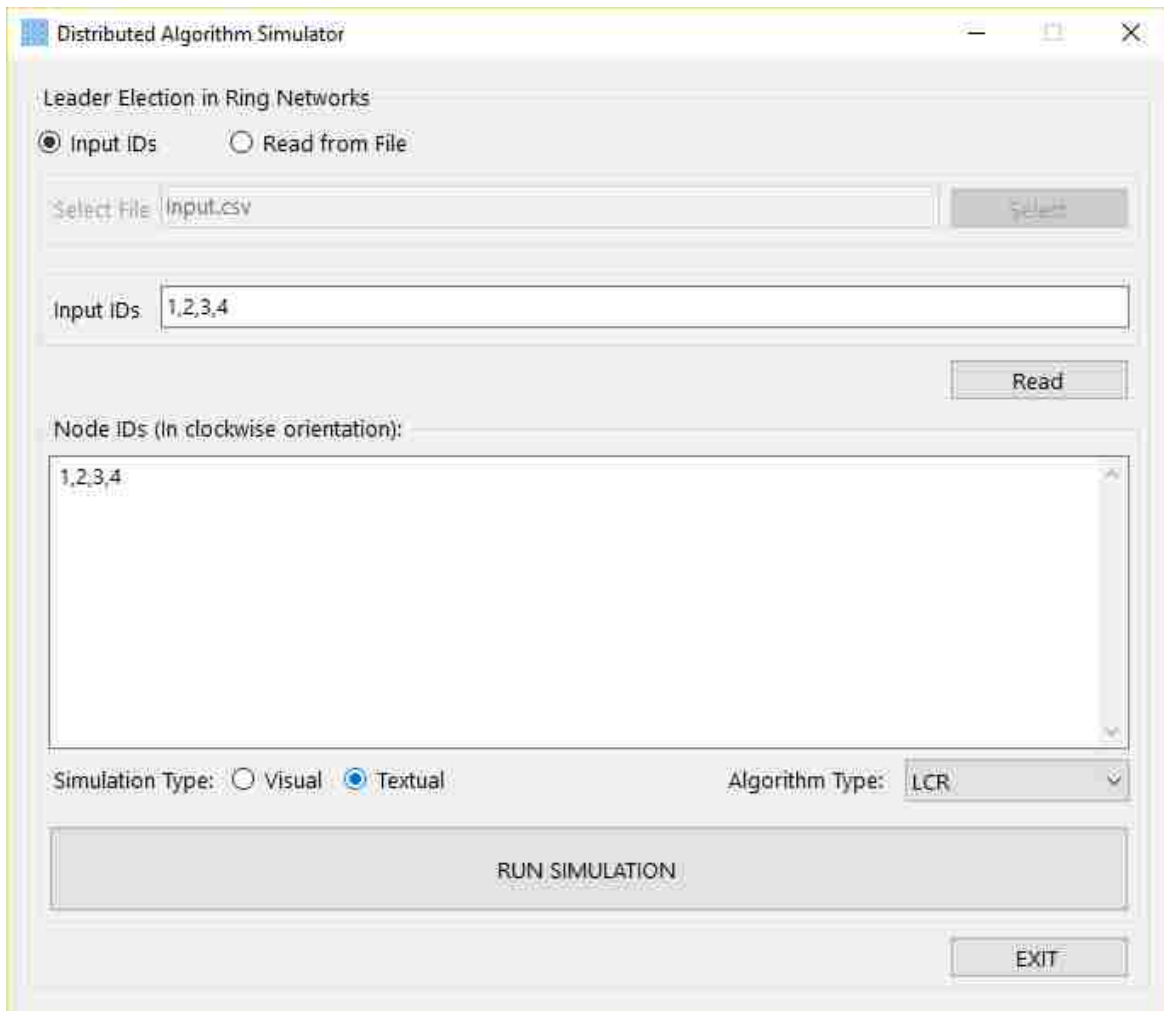 Distributed Algorithm Simulator
Leader Election in Ring Networks
Input IDs Read from File
Select File Input.csv Select
Input IDs 1,2,3,4
Read
Node IDs (In clockwise orientation):
1,2,3,4
Simulation Type: Visual Textual Algorithm Type: LCR
RUN SIMULATION
EXIT